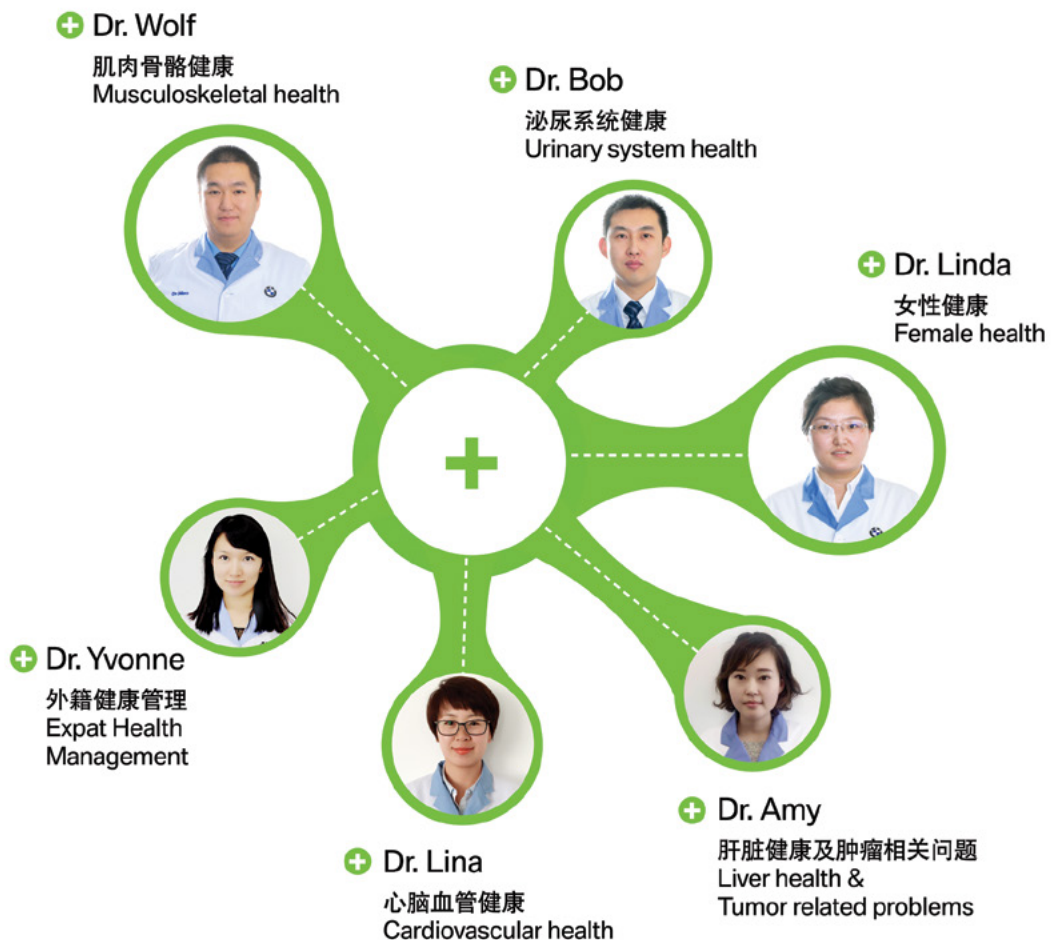 Dr. Wolf
肌肉骨骼健康
Musculoskeletal health
Dr. Bob
泌尿系统健康
Urinary system health
Dr. Linda
女性健康
Female health
Dr. Yvonne
外籍健康管理
Expat Health
Management
Dr. Lina
心脑血管健康
Cardiovascular health
Dr. Amy
肝脏健康及肿瘤相关问题
Liver health &
Tumor related problems